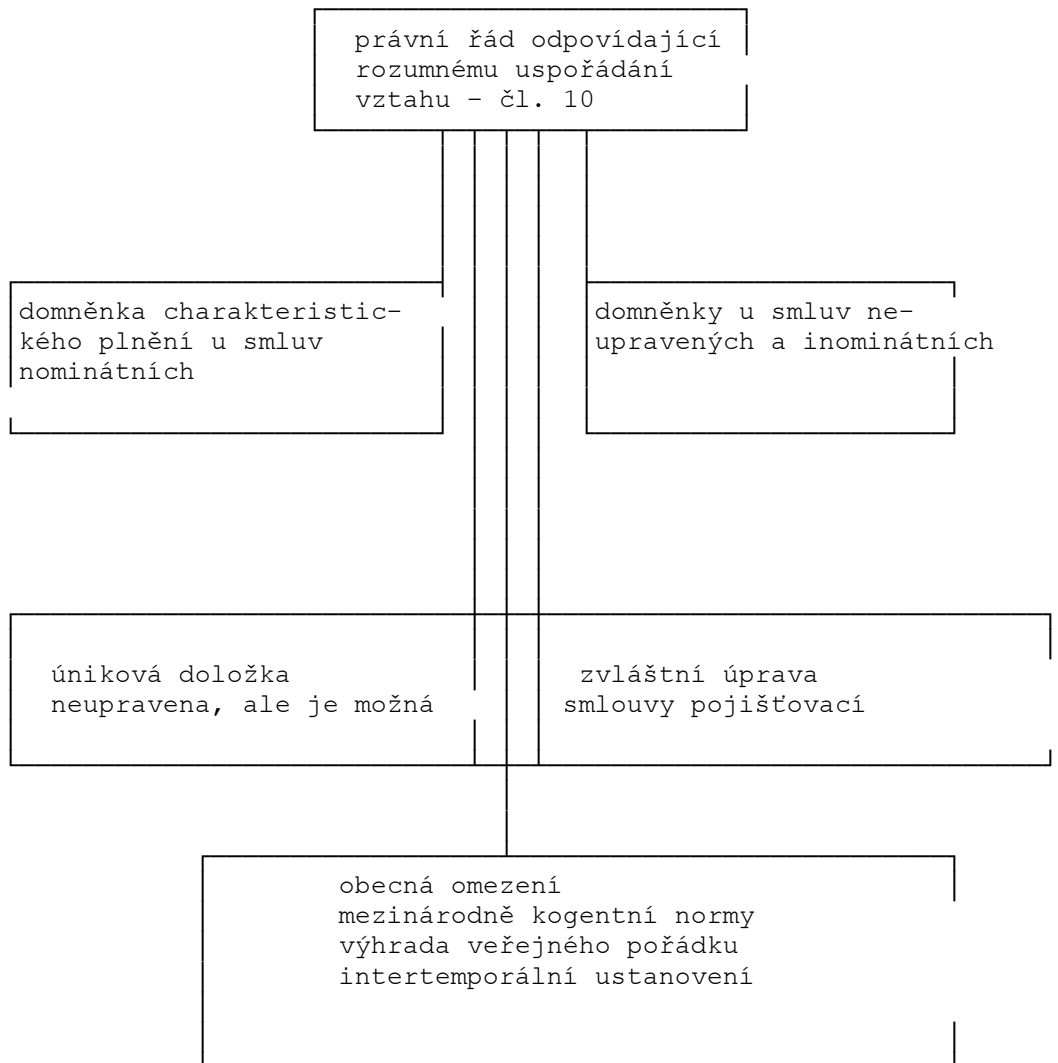 právní řád odpovídající
rozumnému uspořádání
vztahu – čl. 10
domněnka charakteristic-
kého plnění u smluv
nominátních
domněnky u smluv ne-
upravených a inominátních
úniková doložka
neupravena, ale je možná
zvláštní úprava
smlouvy pojišťovací
obecná omezení
mezinárodně kogentní normy
výhrada veřejného pořádku
intertemporální ustanovení